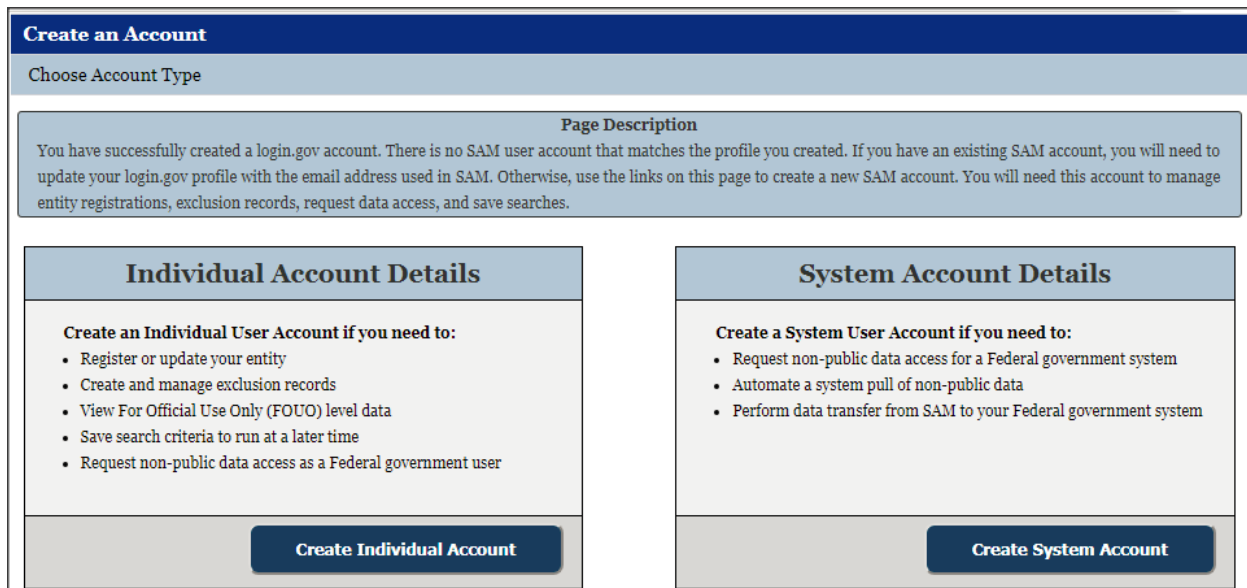 Create an Account
Choose Account Type
Page Description
You have successfully created a login.gov account. There is no SAM user account that matches the profile you created. If you have an existing SAM account, you will need to
update your login.gov profile with the email address used in SAM. Otherwise, use the links on this page to create a new SAM account. You will need this account to manage
entity registrations, exclusion records, request data access, and save searches.
Individual Account Details
Create an Individual User Account if you need to:
• Register or update your entity
• Create and manage exclusion records
• View For Official Use Only (FOUO) level data
• Save search criteria to run at a later time
• Request non-public data access as a Federal government user
Create Individual Account
System Account Details
Create a System User Account if you need to:
• Request non-public data access for a Federal government system
• Automate a system pull of non-public data
• Perform data transfer from SAM to your Federal government system
Create System Account